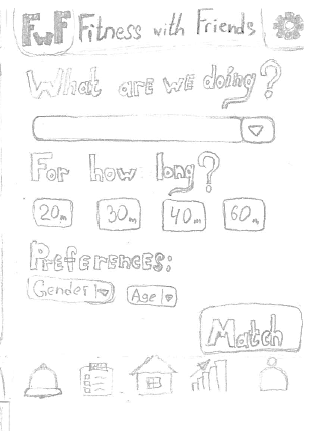 FwF Fitness with Friends
What are we doing?
For how long?
20m 30m 40m 60m
Preferences:
Gender Age
Match